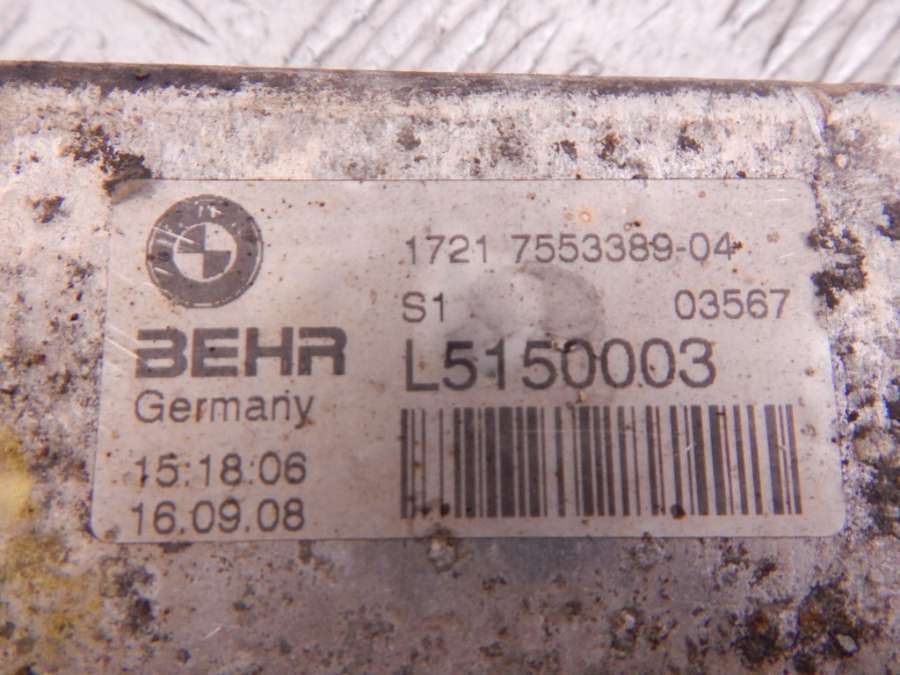 1721 7553389-04
S1 03567
BEHR
L5150003
Germany
15:18:06
16.09.08